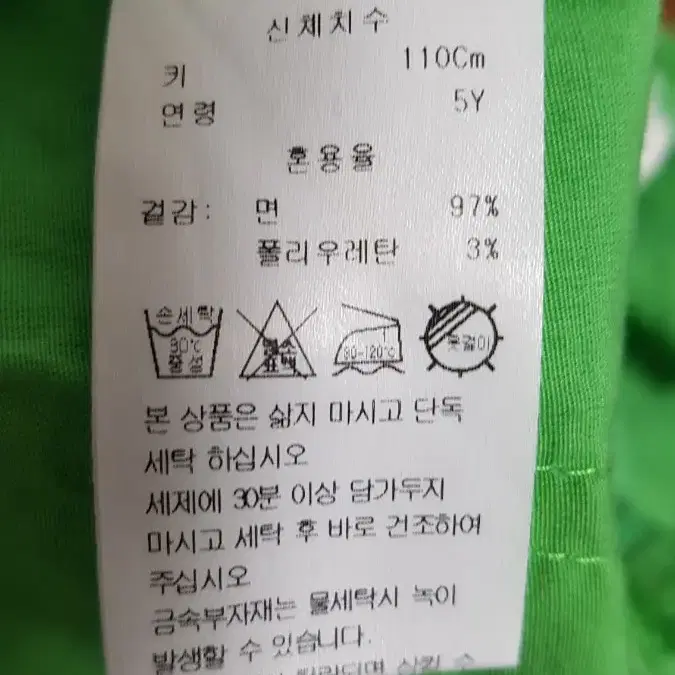 신체치수
키 110Cm
연령 5Y
혼용율
겉감: 면 97%
폴리우레탄 3%
손세탁
30℃
중성
염소
표백
80-120℃
옷걸이
본 상품은 삶지 마시고 단독
세탁 하십시오
세제에 30분 이상 담가두지
마시고 세탁 후 바로 건조하여
주십시오
금속부자재는 물세탁시 녹이
발생할 수 있습니다.